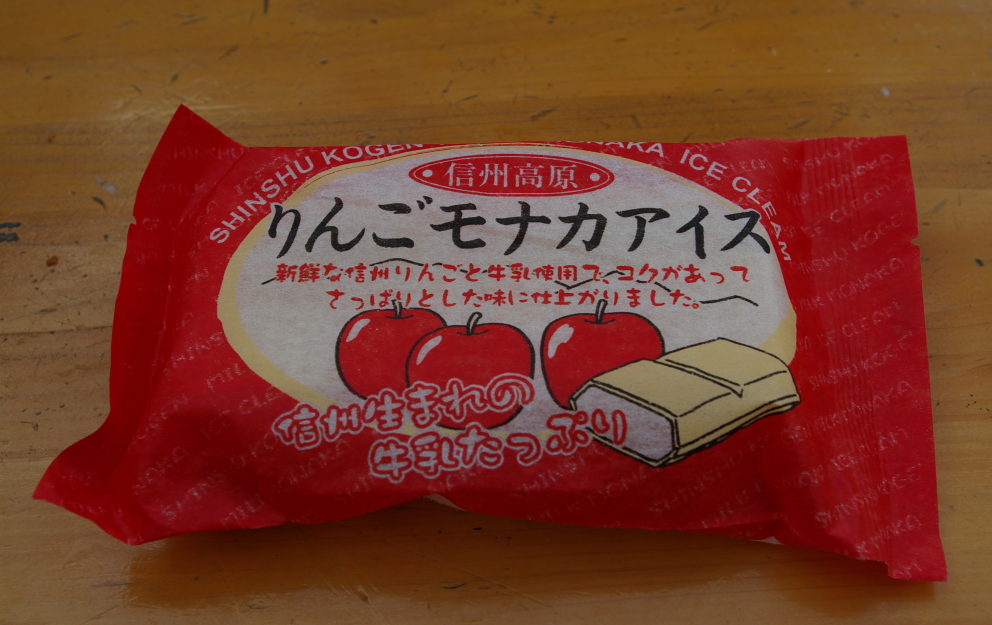 SHINSHU KOGEN MONAKA ICE CLEAM
信州高原
りんごモナカアイス
新鮮な信州りんごと牛乳使用で、コクがあって
さっぱりとした味に仕上がりました。
信州生まれの
牛乳たっぷり